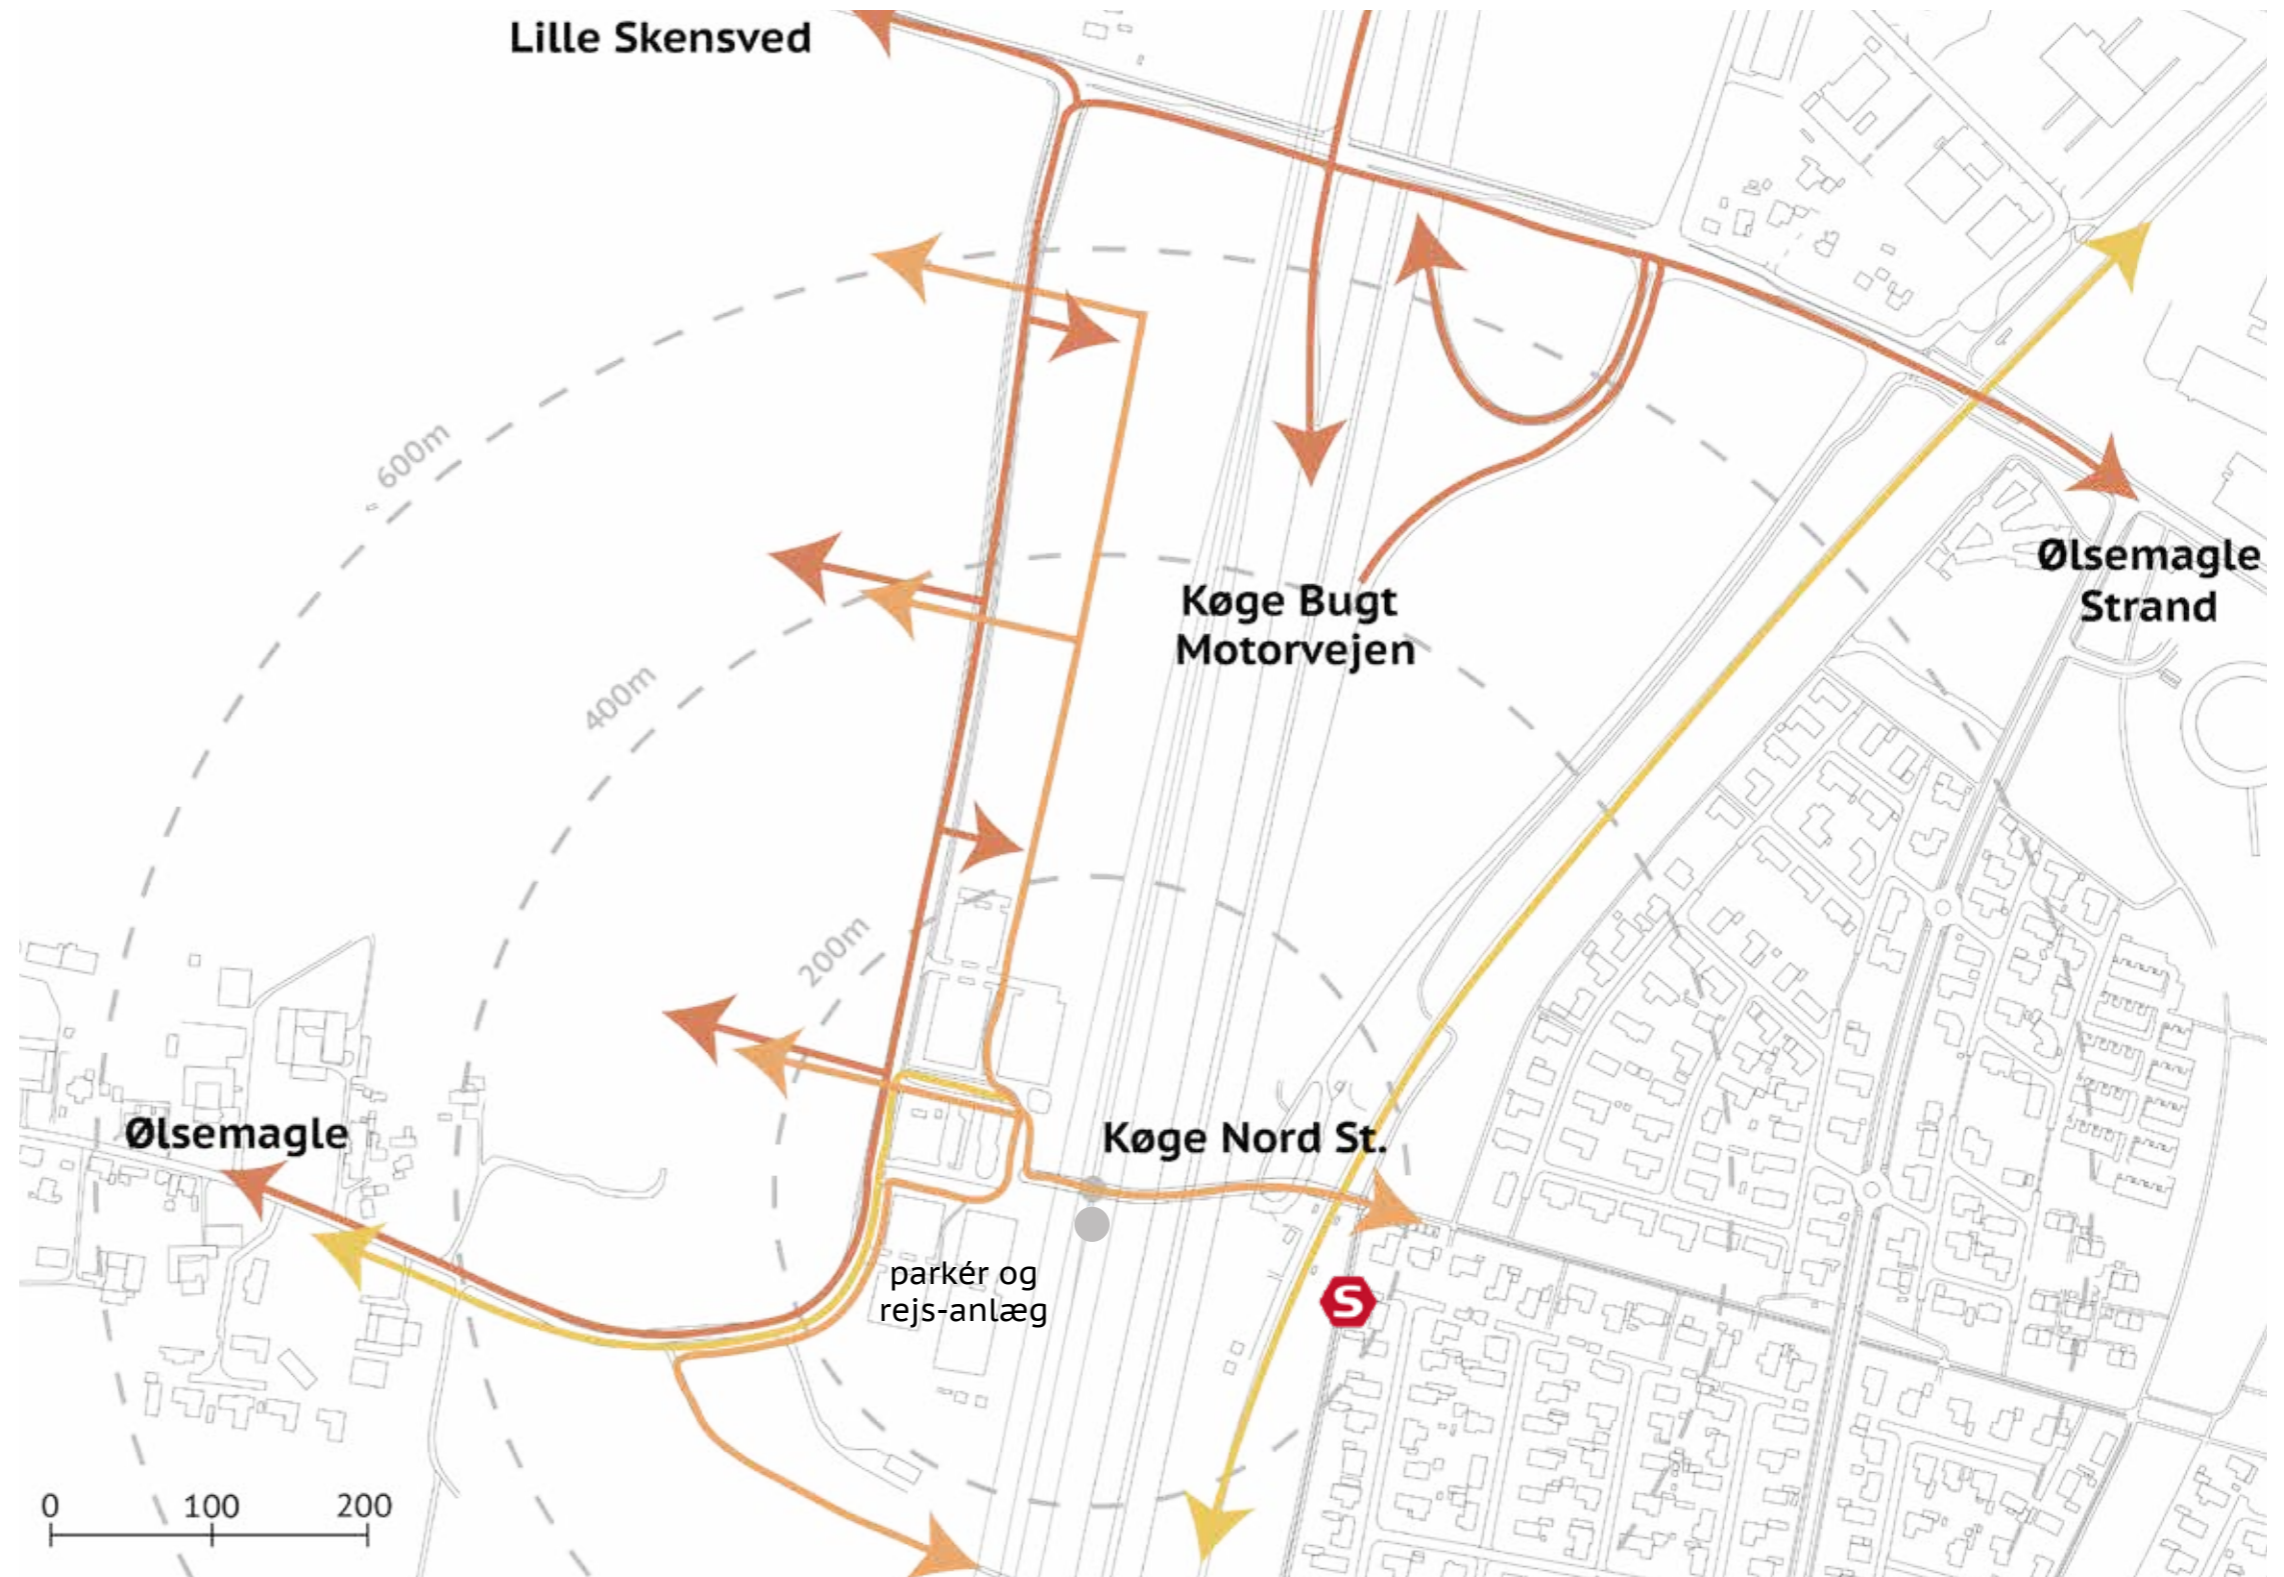 Lille Skensved
600m
Ølsemagle
Strand
Køge Bugt
Motorvejen
400m
200m
Ølsemagle
Køge Nord St.
parkér og
rejs-anlæg
S
0 100 200